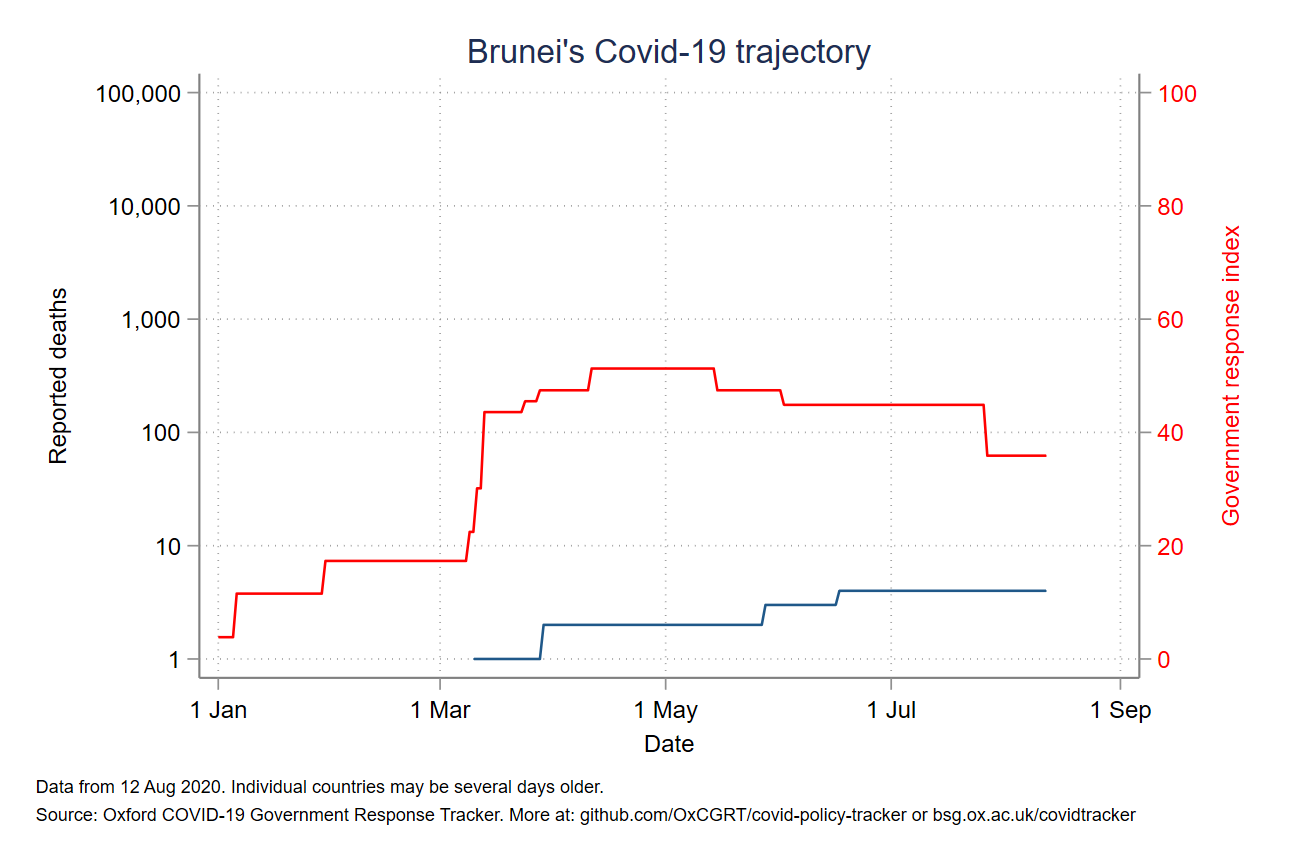 Brunei's Covid-19 trajectory
100,000
10,000
1,000
100
10
1
Reported deaths
100
80
60
40
20
0
Government response index
1 Jan
1 Mar
1 May
1 Jul
1 Sep
Date
Data from 12 Aug 2020. Individual countries may be several days older.
Source: Oxford COVID-19 Government Response Tracker. More at: github.com/OxCGRT/covid-policy-tracker or bsg.ox.ac.uk/covidtracker